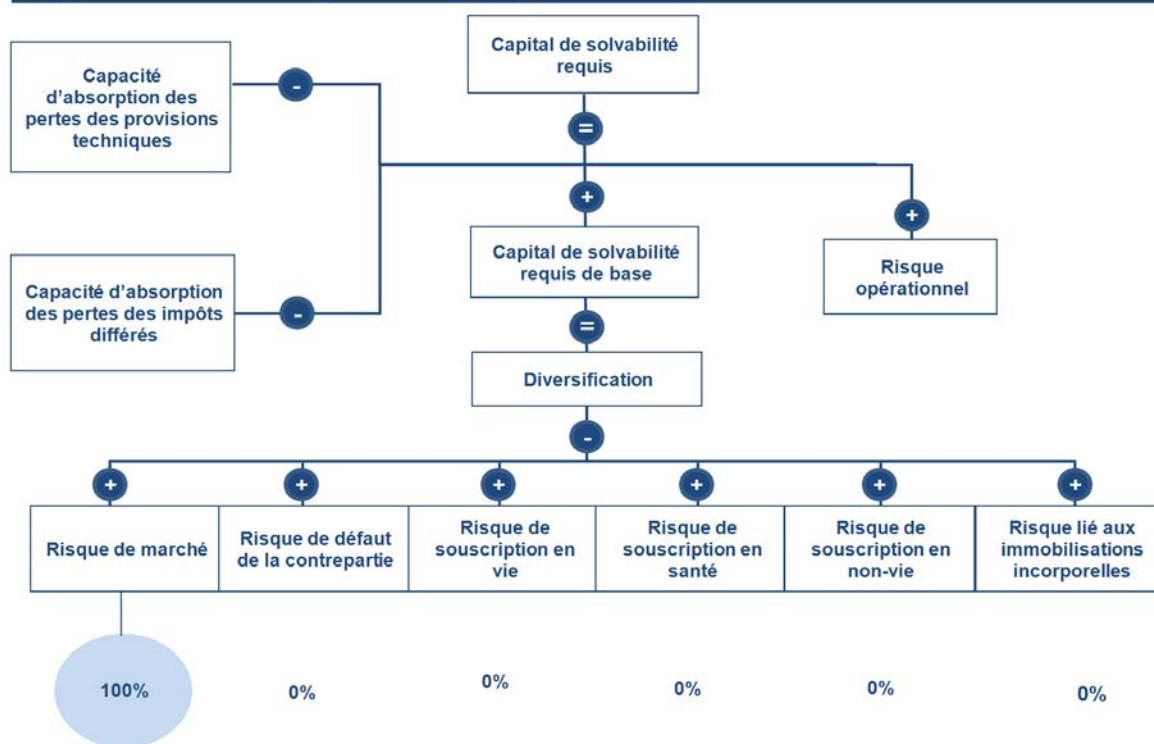 Capital de solvabilité
requis
Capacité
d'absorption des
pertes des provisions
techniques
-
=
+
+
Capital de solvabilité
requis de base
Risque
opérationnel
Capacité d'absorption
des pertes des impôts
différés
-
=
Diversification
-
+
+
+
+
+
+
Risque de marché
Risque de défaut
de la contrepartie
Risque de
souscription en
vie
Risque de
souscription en
santé
Risque de
souscription en
non-vie
Risque lié aux
immobilisations
incorporelles
100%
0%
0%
0%
0%
0%